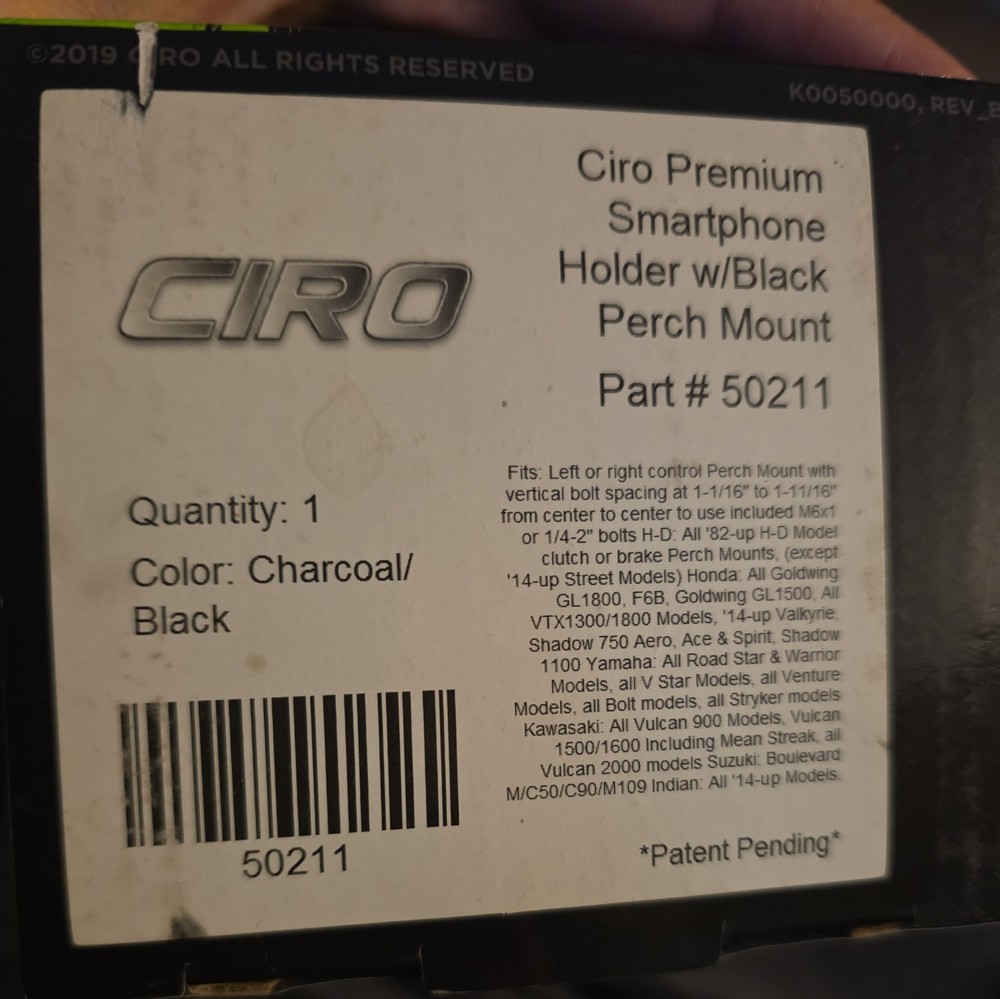 ©2019 CIRO ALL RIGHTS RESERVED
K0050000, REV_E
Ciro Premium
Smartphone
Holder w/Black
Perch Mount
Part # 50211
CIRO
Fits: Left or right control Perch Mount with
vertical bolt spacing at 1-1/16" to 1-11/16"
from center to center to use included M6x1
or 1/4-2" bolts H-D: All '82-up H-D Model
clutch or brake Perch Mounts, (except
'14-up Street Models) Honda: All Goldwing
GL1800, F6B, Goldwing GL1500, All
VTX1300/1800 Models, '14-up Valkyrie,
Shadow 750 Aero, Ace & Spirit, Shadow
1100 Yamaha: All Road Star & Warrior
Models, all V Star Models, all Venture
Models, all Bolt models, all Stryker models
Kawasaki: All Vulcan 900 Models, Vulcan
1500/1600 Including Mean Streak, all
Vulcan 2000 models Suzuki: Boulevard
M/C50/C90/M109 Indian: All '14-up Models.
Quantity: 1
Color: Charcoal/
Black
50211
*Patent Pending*